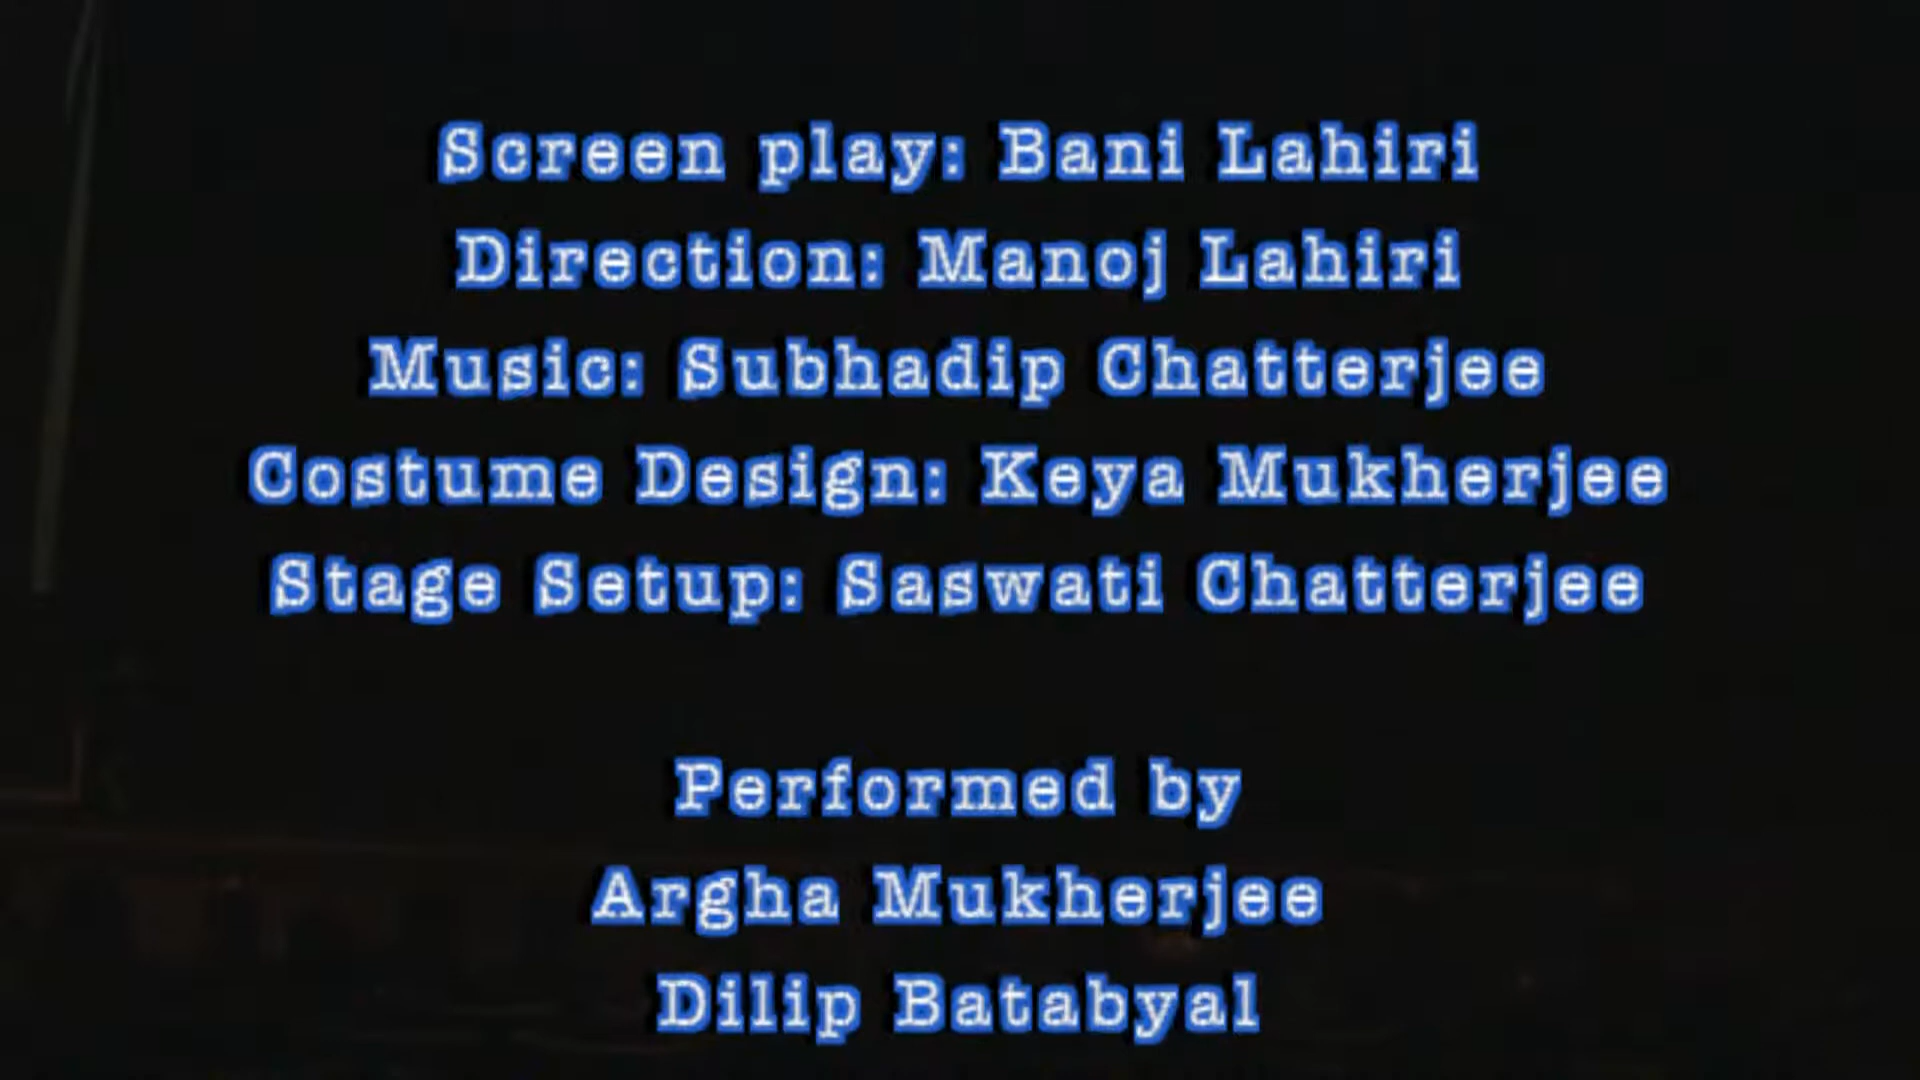 Screen play: Bani Lahiri
Direction: Manoj Lahiri
Music: Subhadip Chatterjee
Costume Design: Keya Mukherjee
Stage Setup: Saswati Chatterjee
Performed by
Argha Mukherjee
Dilip Batabyal